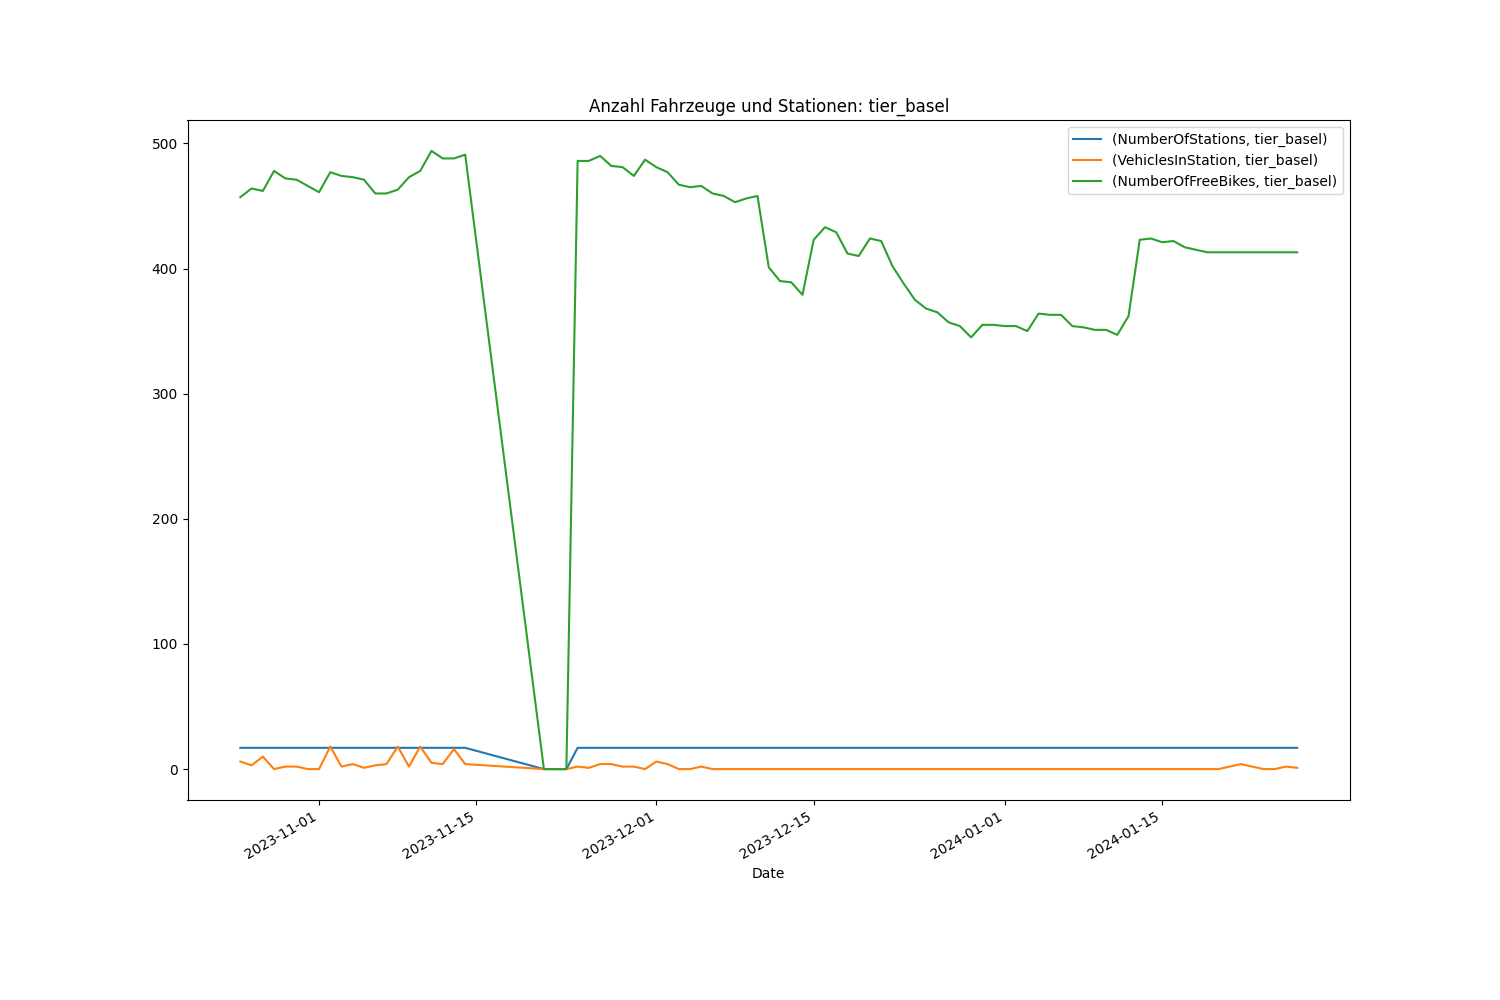 Anzahl Fahrzeuge und Stationen: tier_basel
(NumberOfStations, tier_basel)
(VehiclesInStation, tier_basel)
(NumberOfFreeBikes, tier_basel)
500
400
300
200
100
0
2023-11-01
2023-11-15
2023-12-01
2023-12-15
2024-01-01
2024-01-15
Date